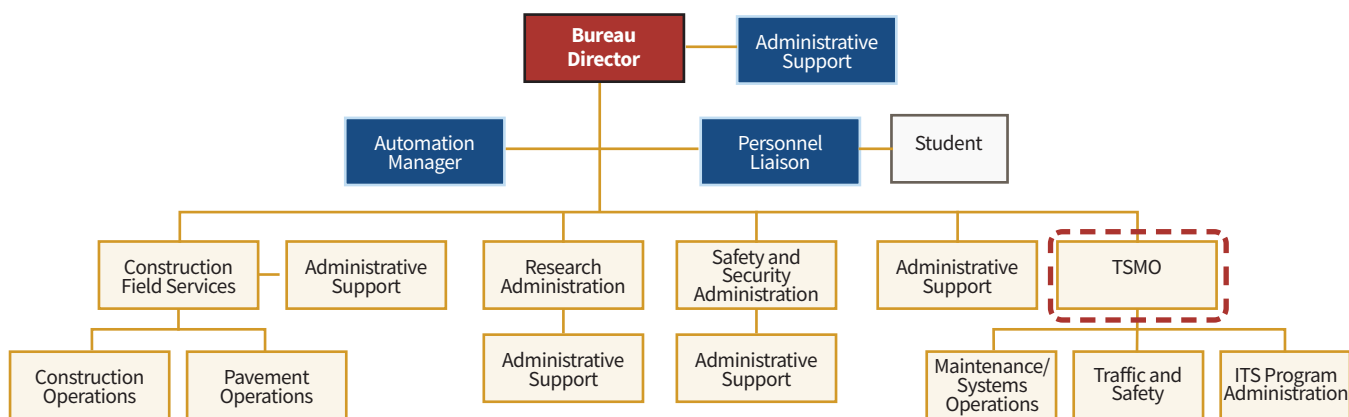 Bureau
Director
Administrative
Support
Automation
Manager
Personnel
Liaison
Student
Construction
Field Services
Administrative
Support
Research
Administration
Safety and
Security
Administration
Administrative
Support
TSMO
Construction
Operations
Pavement
Operations
Administrative
Support
Administrative
Support
Maintenance/
Systems
Operations
Traffic and
Safety
ITS Program
Administration